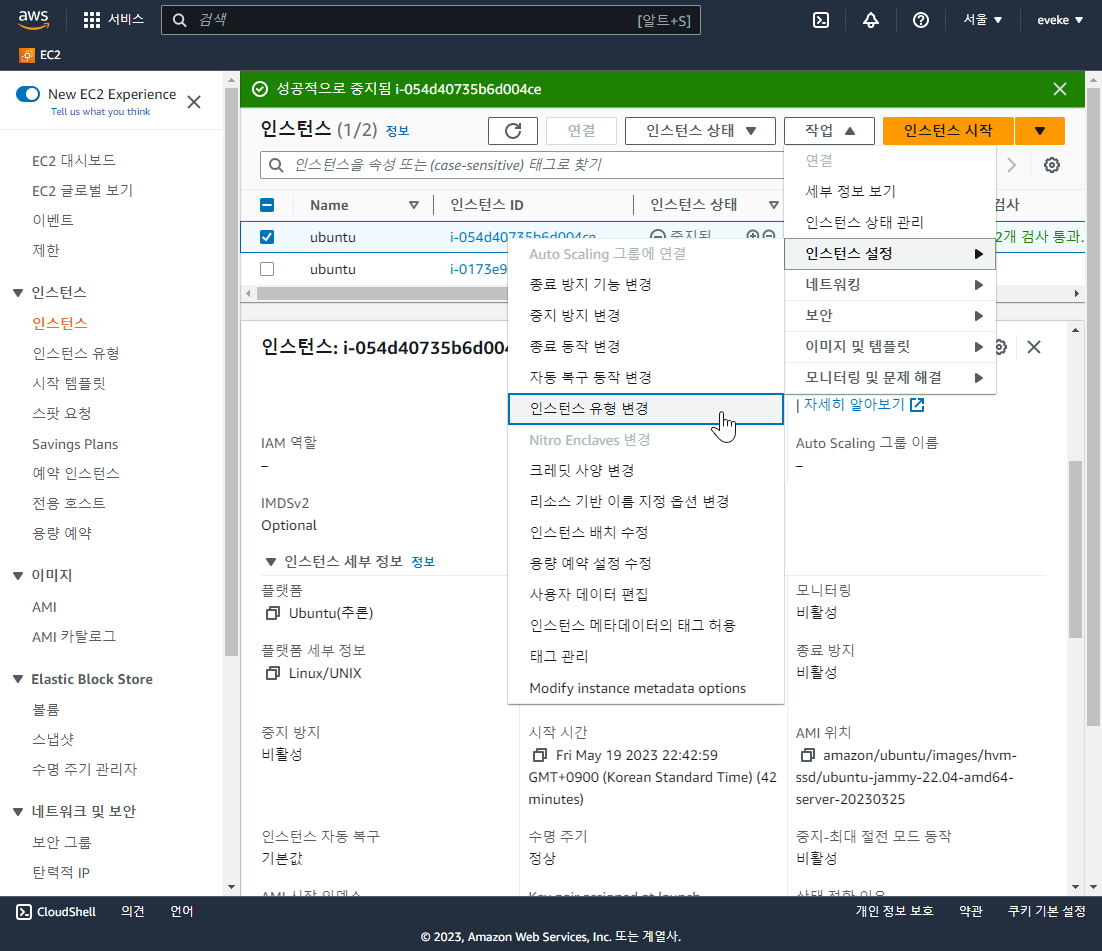 aws
서비스
검색
[알트+S]
서울
eveke
EC2
New EC2 Experience
Tell us what you think
EC2 대시보드
EC2 글로벌 보기
이벤트
제한
인스턴스
인스턴스
인스턴스 유형
시작 템플릿
스팟 요청
Savings Plans
예약 인스턴스
전용 호스트
용량 예약
이미지
AMI
AMI 카탈로그
Elastic Block Store
볼륨
스냅샷
수명 주기 관리자
네트워크 및 보안
보안 그룹
탄력적 IP
성공적으로 중지됨 i-054d40735b6d004ce
인스턴스 (1/2) 정보
연결
인스턴스 상태
작업
인스턴스 시작
인스턴스을 속성 또는 (case-sensitive) 태그로 찾기
Name
인스턴스 ID
인스턴스 상태
검사
ubuntu
i-054d40735b6d004ce
중지됨
2개 검사 통과.
ubuntu
i-0173e9
연결
세부 정보 보기
인스턴스 상태 관리
인스턴스 설정
네트워킹
보안
이미지 및 템플릿
모니터링 및 문제 해결
Auto Scaling 그룹에 연결
종료 방지 기능 변경
중지 방지 변경
종료 동작 변경
자동 복구 동작 변경
인스턴스 유형 변경
Nitro Enclaves 변경
크레딧 사양 변경
리소스 기반 이름 지정 옵션 변경
인스턴스 배치 수정
용량 예약 설정 수정
사용자 데이터 편집
인스턴스 메타데이터의 태그 허용
태그 관리
Modify instance metadata options
인스턴스: i-054d40735b6d004
| 자세히 알아보기
IAM 역할
–
Auto Scaling 그룹 이름
–
IMDSv2
Optional
인스턴스 세부 정보 정보
플랫폼
Ubuntu(추론)
모니터링
비활성
플랫폼 세부 정보
Linux/UNIX
종료 방지
비활성
중지 방지
비활성
시작 시간
Fri May 19 2023 22:42:59
GMT+0900 (Korean Standard Time) (42
minutes)
AMI 위치
amazon/ubuntu/images/hvm-
ssd/ubuntu-jammy-22.04-amd64-
server-20230325
인스턴스 자동 복구
기본값
수명 주기
정상
중지-최대 절전 모드 동작
비활성
AMI 시작 인덱스
Key pair assigned at launch
상태 전환 이유
CloudShell
의견
언어
개인 정보 보호
약관
쿠키 기본 설정
© 2023, Amazon Web Services, Inc. 또는 계열사.